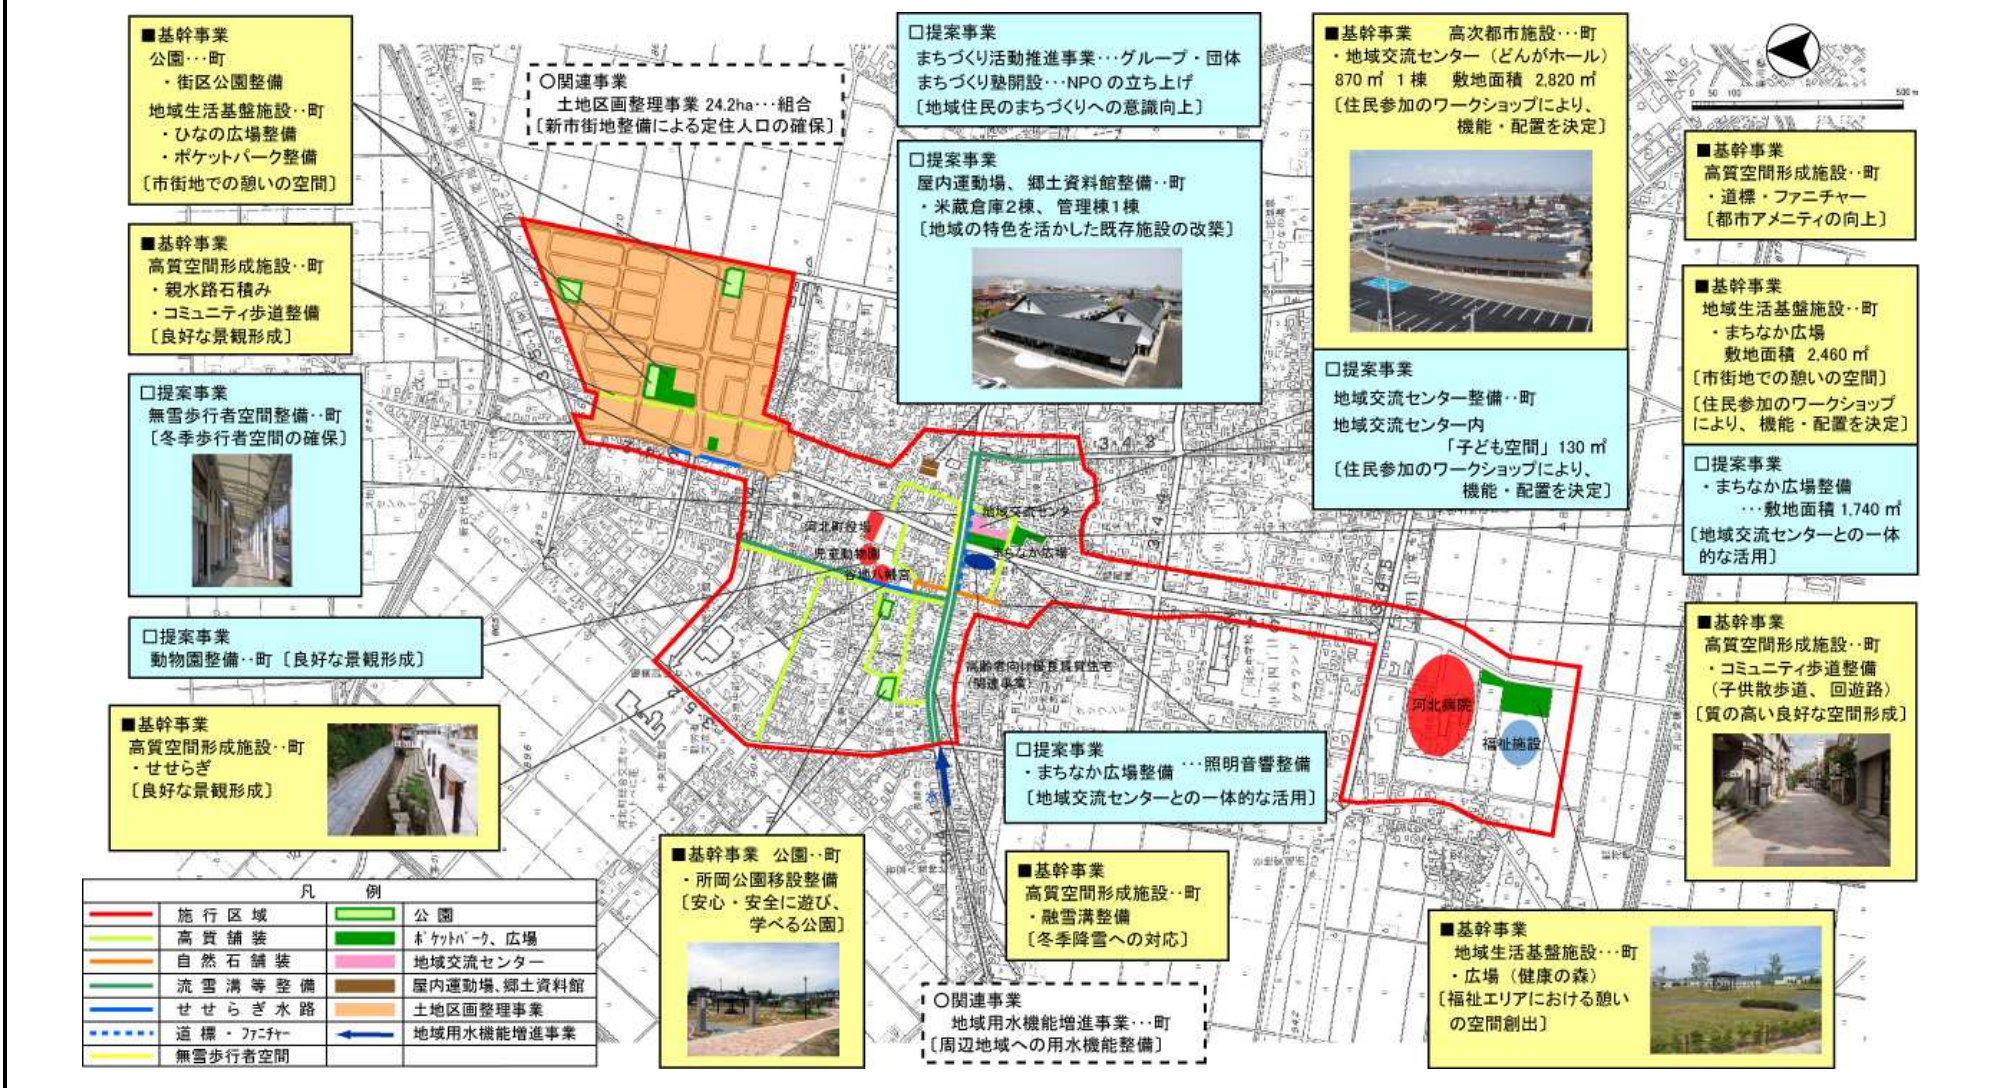 ■基幹事業
公園…町
・街区公園整備
地域生活基盤施設‥町
・ひなの広場整備
・ポケットパーク整備
〔市街地での憩いの空間〕
■基幹事業
高質空間形成施設‥町
・親水路石積み
・コミュニティ歩道整備
〔良好な景観形成〕
□提案事業
無雪歩行者空間整備‥町
〔冬季歩行者空間の確保〕
□提案事業
動物園整備‥町〔良好な景観形成〕
■基幹事業
高質空間形成施設‥町
・せせらぎ
〔良好な景観形成〕
○関連事業
土地区画整理事業 24.2ha…組合
〔新市街地整備による定住人口の確保〕
□提案事業
まちづくり活動推進事業…グループ・団体
まちづくり塾開設…NPOの立ち上げ
〔地域住民のまちづくりへの意識向上〕
□提案事業
屋内運動場、郷土資料館整備‥町
・米蔵倉庫2棟、管理棟1棟
〔地域の特色を活かした既存施設の改築〕
■基幹事業 高次都市施設…町
・地域交流センター（どんがホール）
870㎡ 1棟 敷地面積 2,820㎡
〔住民参加のワークショップにより、
機能・配置を決定〕
□提案事業
地域交流センター整備‥町
地域交流センター内
「子ども空間」130㎡
〔住民参加のワークショップにより、
機能・配置を決定〕
0 50 100 500m
■基幹事業
高質空間形成施設‥町
・道標・ファニチャー
〔都市アメニティの向上〕
■基幹事業
地域生活基盤施設‥町
・まちなか広場
敷地面積 2,460㎡
〔市街地での憩いの空間〕
〔住民参加のワークショップ
により、機能・配置を決定〕
□提案事業
・まちなか広場整備
…敷地面積 1,740㎡
〔地域交流センターとの一体
的な活用〕
■基幹事業
高質空間形成施設‥町
・コミュニティ歩道整備
（子供散歩道、回遊路）
〔質の高い良好な空間形成〕
河北町役場
児童動物園
谷地八幡宮
地域交流センター
まちなか広場
高齢者向け優良賃貸住宅
（関連事業）
河北病院
福祉施設
□提案事業
・まちなか広場整備 …照明音響整備
〔地域交流センターとの一体的な活用〕
■基幹事業 公園‥町
・所岡公園移設整備
〔安心・安全に遊び、
学べる公園〕
■基幹事業
高質空間形成施設‥町
・融雪溝整備
〔冬季降雪への対応〕
○関連事業
地域用水機能増進事業…町
〔周辺地域への用水機能整備〕
■基幹事業
地域生活基盤施設…町
・広場（健康の森）
〔福祉エリアにおける憩い
の空間創出〕
凡例
施行区域 公園
高質舗装 ﾎﾟｹｯﾄﾊﾟｰｸ、広場
自然石舗装 地域交流センター
流雪溝等整備 屋内運動場、郷土資料館
せせらぎ水路 土地区画整理事業
道標・ﾌｧﾆﾁｬｰ 地域用水機能増進事業
無雪歩行者空間